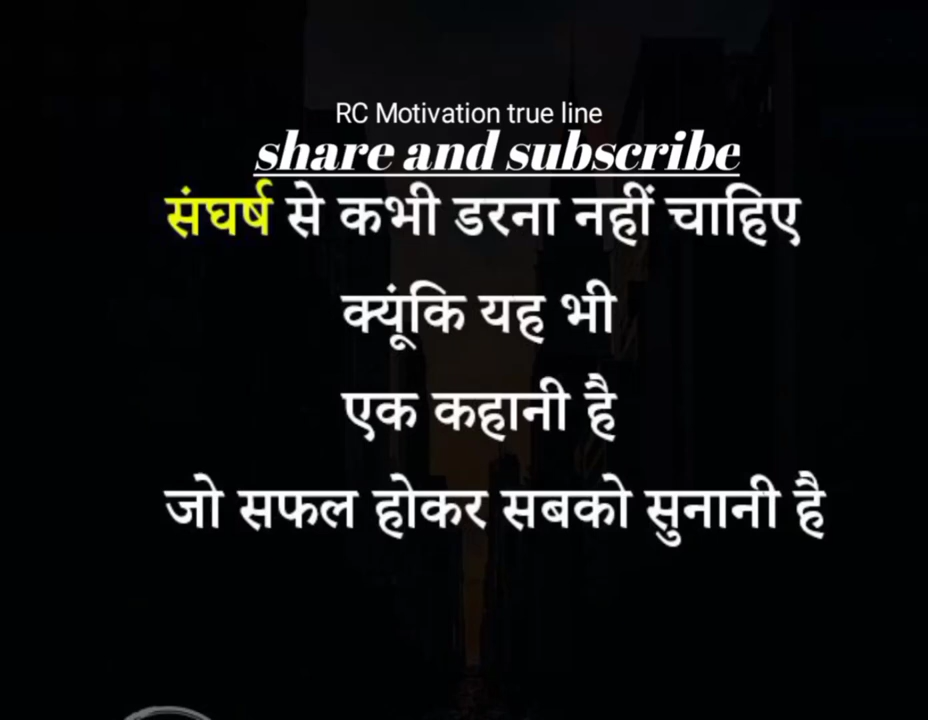 RC Motivation true line
share and subscribe
संघर्ष से कभी डरना नहीं चाहिए
क्यूंकि यह भी
एक कहानी है
जो सफल होकर सबको सुनानी है